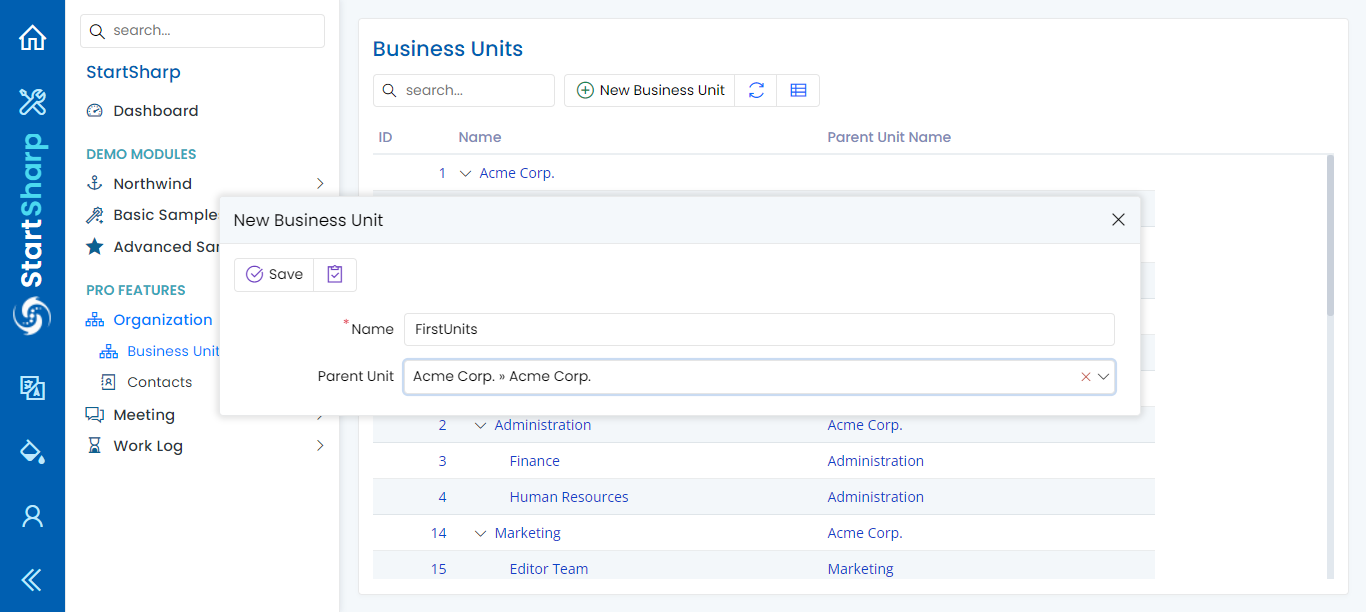 StartSharp
search...
StartSharp
Dashboard
DEMO MODULES
Northwind
Basic Sample
Advanced Sar
PRO FEATURES
Organization
Business Unit
Contacts
Meeting
Work Log
Business Units
search...
New Business Unit
ID Name Parent Unit Name
1 Acme Corp.
New Business Unit
Save
*Name FirstUnits
Parent Unit Acme Corp. » Acme Corp.
2 Administration Acme Corp.
3 Finance Administration
4 Human Resources Administration
14 Marketing Acme Corp.
15 Editor Team Marketing